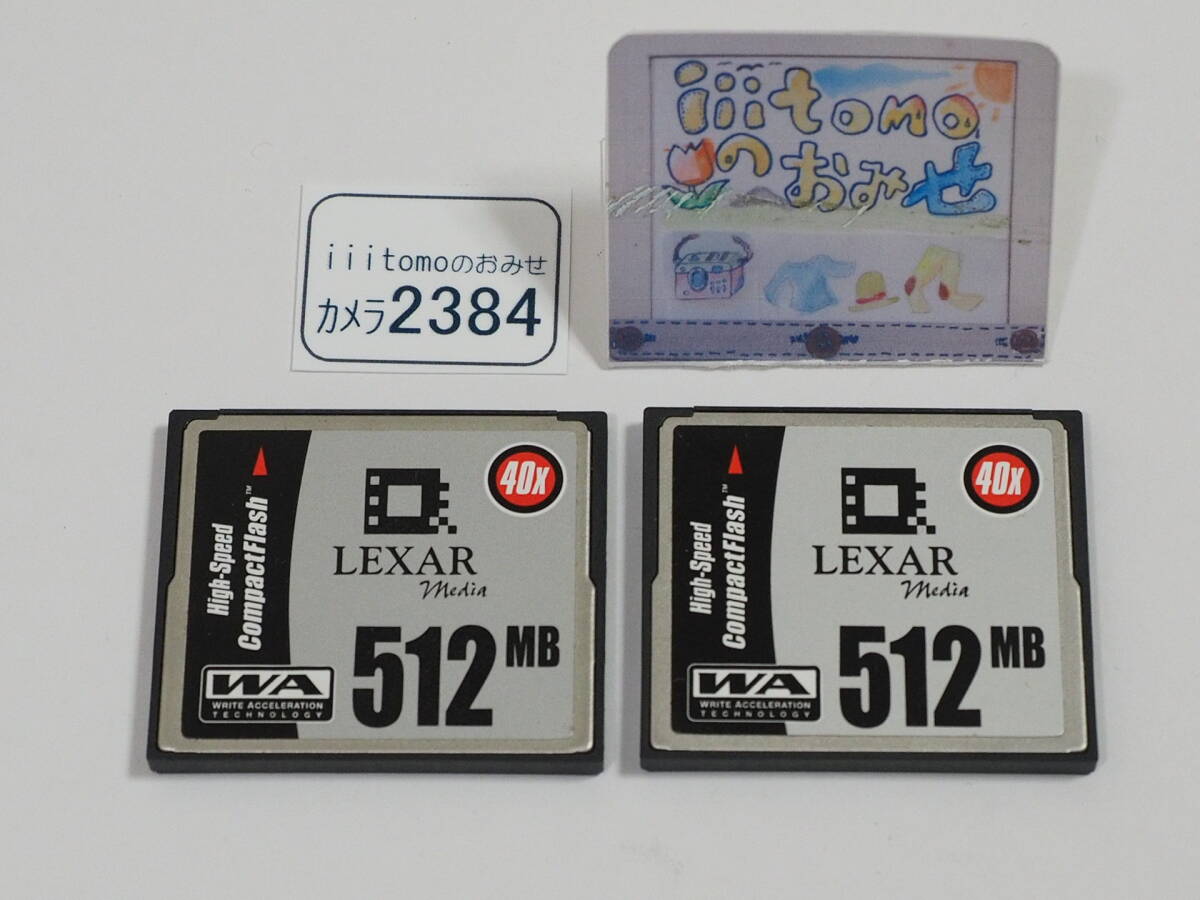 iiitomo
のおみせ
iiitomoのおみせ
カメラ2384
40x
High-Speed
CompactFlash™
LEXAR
Media
512 MB
WA
WRITE ACCELERATION
TECHNOLOGY
40x
High-Speed
CompactFlash™
LEXAR
Media
512 MB
WA
WRITE ACCELERATION
TECHNOLOGY